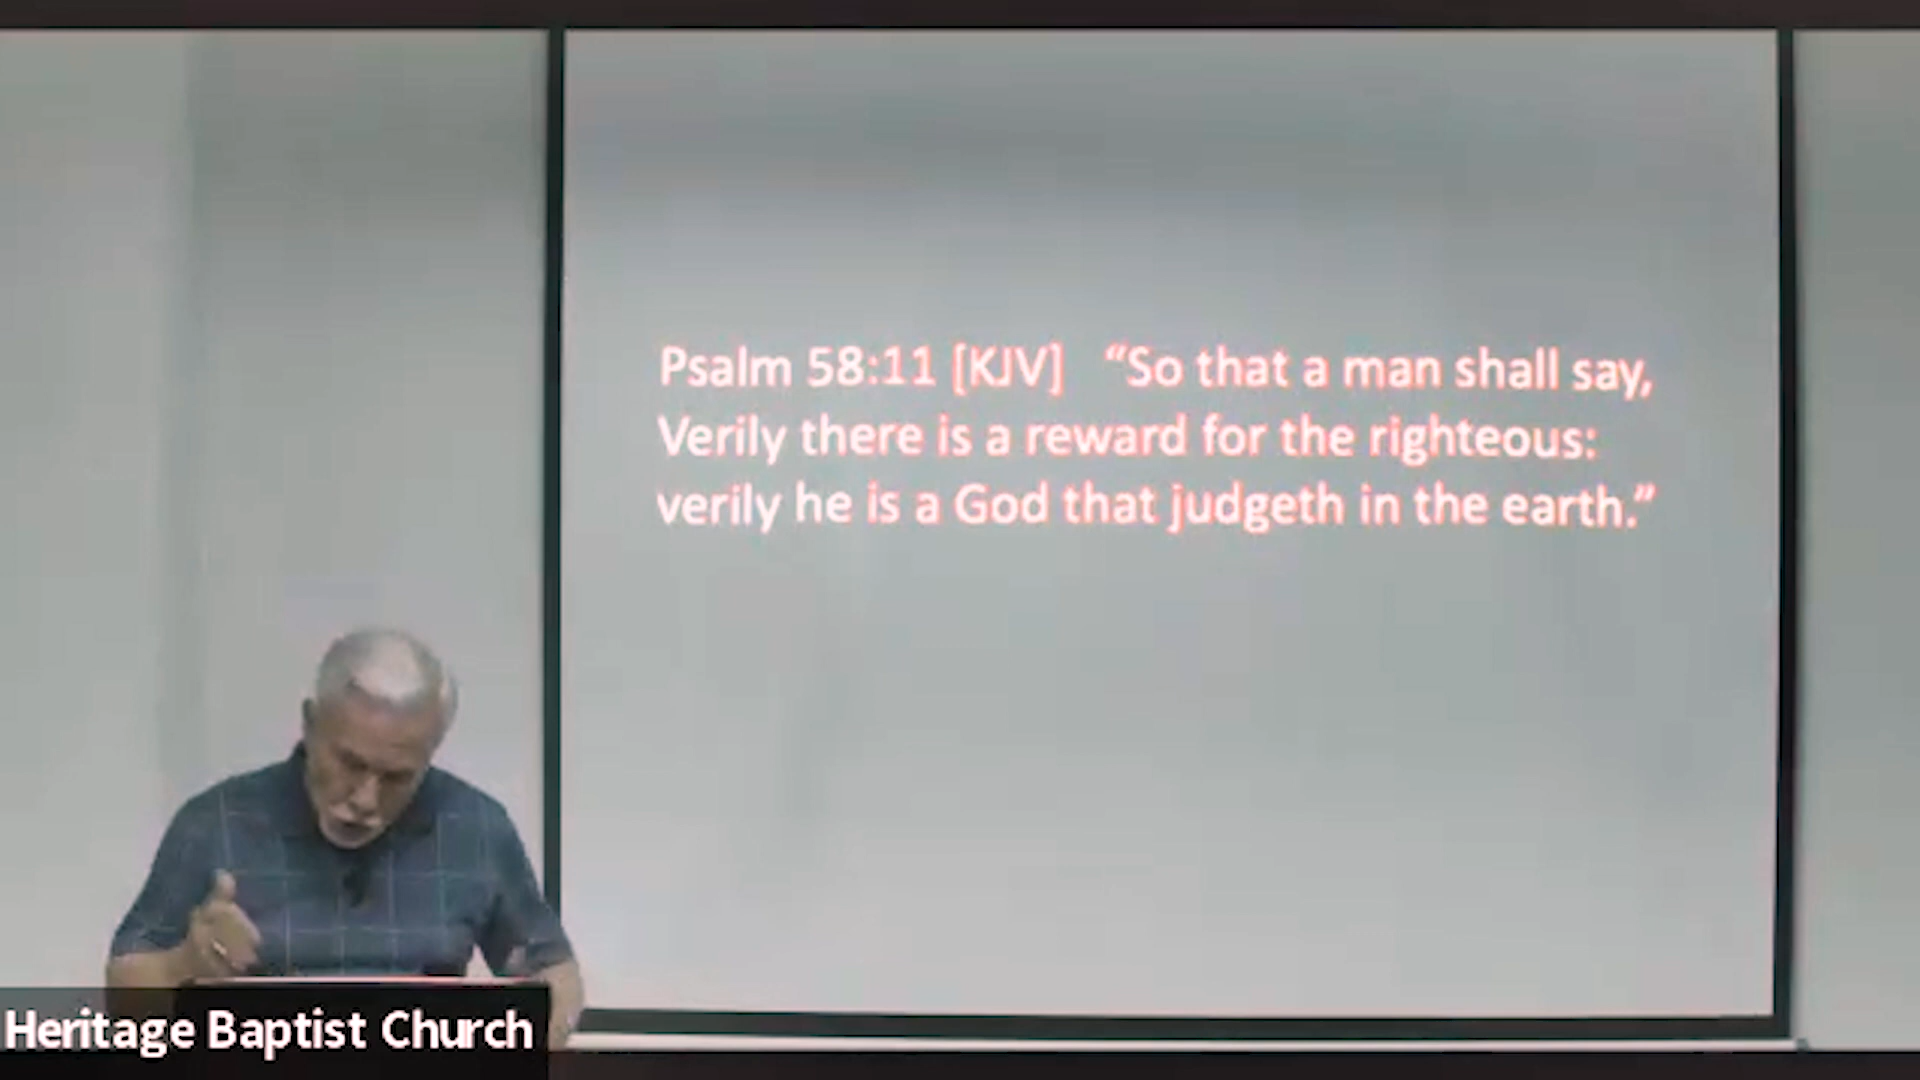 Psalm 58:11 [KJV] “So that a man shall say,
Verily there is a reward for the righteous:
verily he is a God that judgeth in the earth.”
Heritage Baptist Church